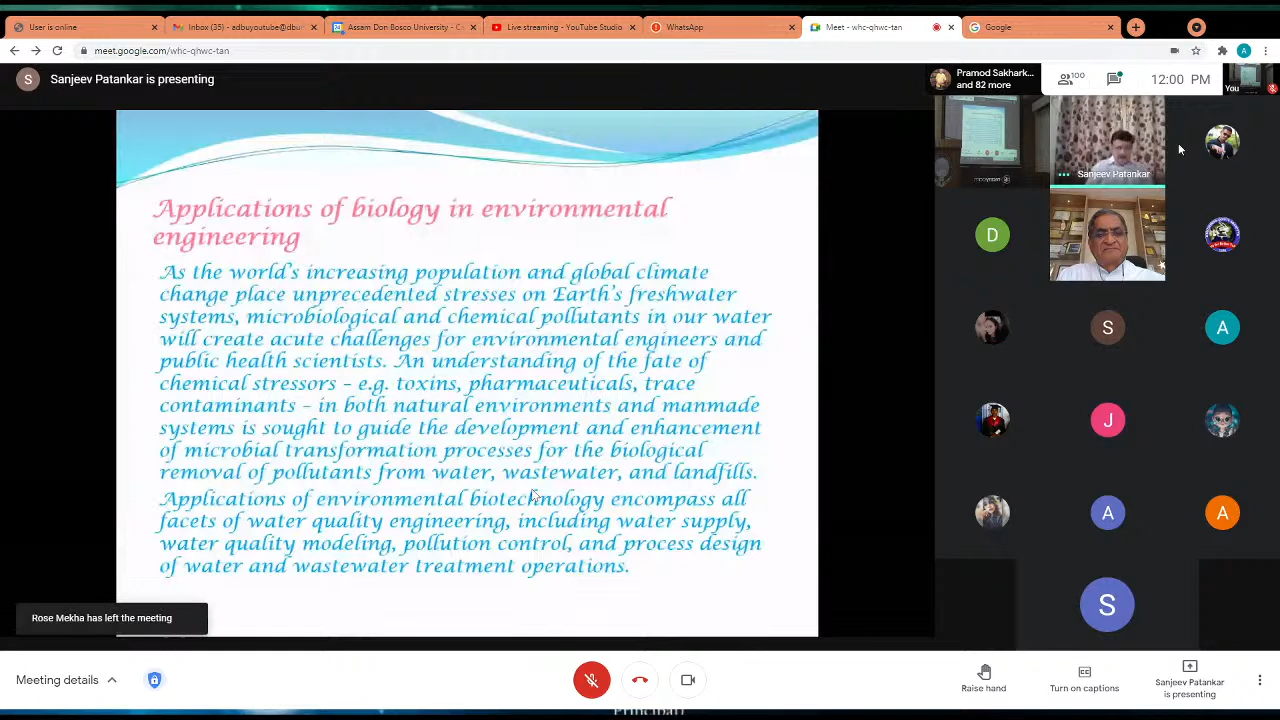 User is online
Inbox (35) - adbuyoutube@dbu
Assam Don Bosco University - C
Live streaming - YouTube Studio
WhatsApp
Meet - whc-qhwc-tan
Google
meet.google.com/whc-qhwc-tan
S
Sanjeev Patankar is presenting
Pramod Sakhark...
and 82 more
100
12:00 PM
You
Applications of biology in environmental
engineering
As the world's increasing population and global climate
change place unprecedented stresses on Earth's freshwater
systems, microbiological and chemical pollutants in our water
will create acute challenges for environmental engineers and
public health scientists. An understanding of the fate of
chemical stressors – e.g. toxins, pharmaceuticals, trace
contaminants – in both natural environments and manmade
systems is sought to guide the development and enhancement
of microbial transformation processes for the biological
removal of pollutants from water, wastewater, and landfills.
Applications of environmental biotechnology encompass all
facets of water quality engineering, including water supply,
water quality modeling, pollution control, and process design
of water and wastewater treatment operations.
Sanjeev Patankar
D
S
A
J
A
A
S
Rose Mekha has left the meeting
Meeting details
Raise hand
Turn on captions
Sanjeev Patankar
is presenting